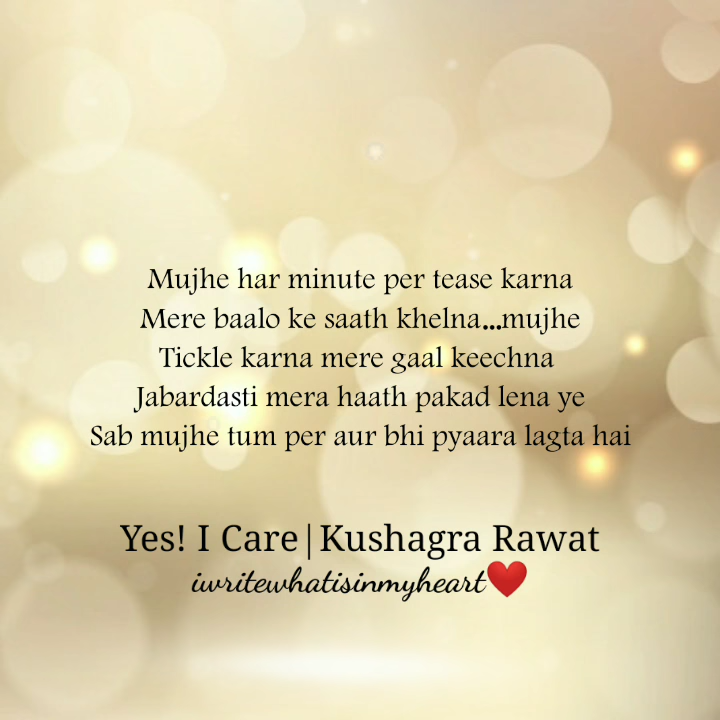 Mujhe har minute per tease karna
Mere baalo ke saath khelna...mujhe
Tickle karna mere gaal keechna
Jabardasti mera haath pakad lena ye
Sab mujhe tum per aur bhi pyaara lagta hai
Yes! I Care|Kushagra Rawat
iwritewhatisinmyheart❤️